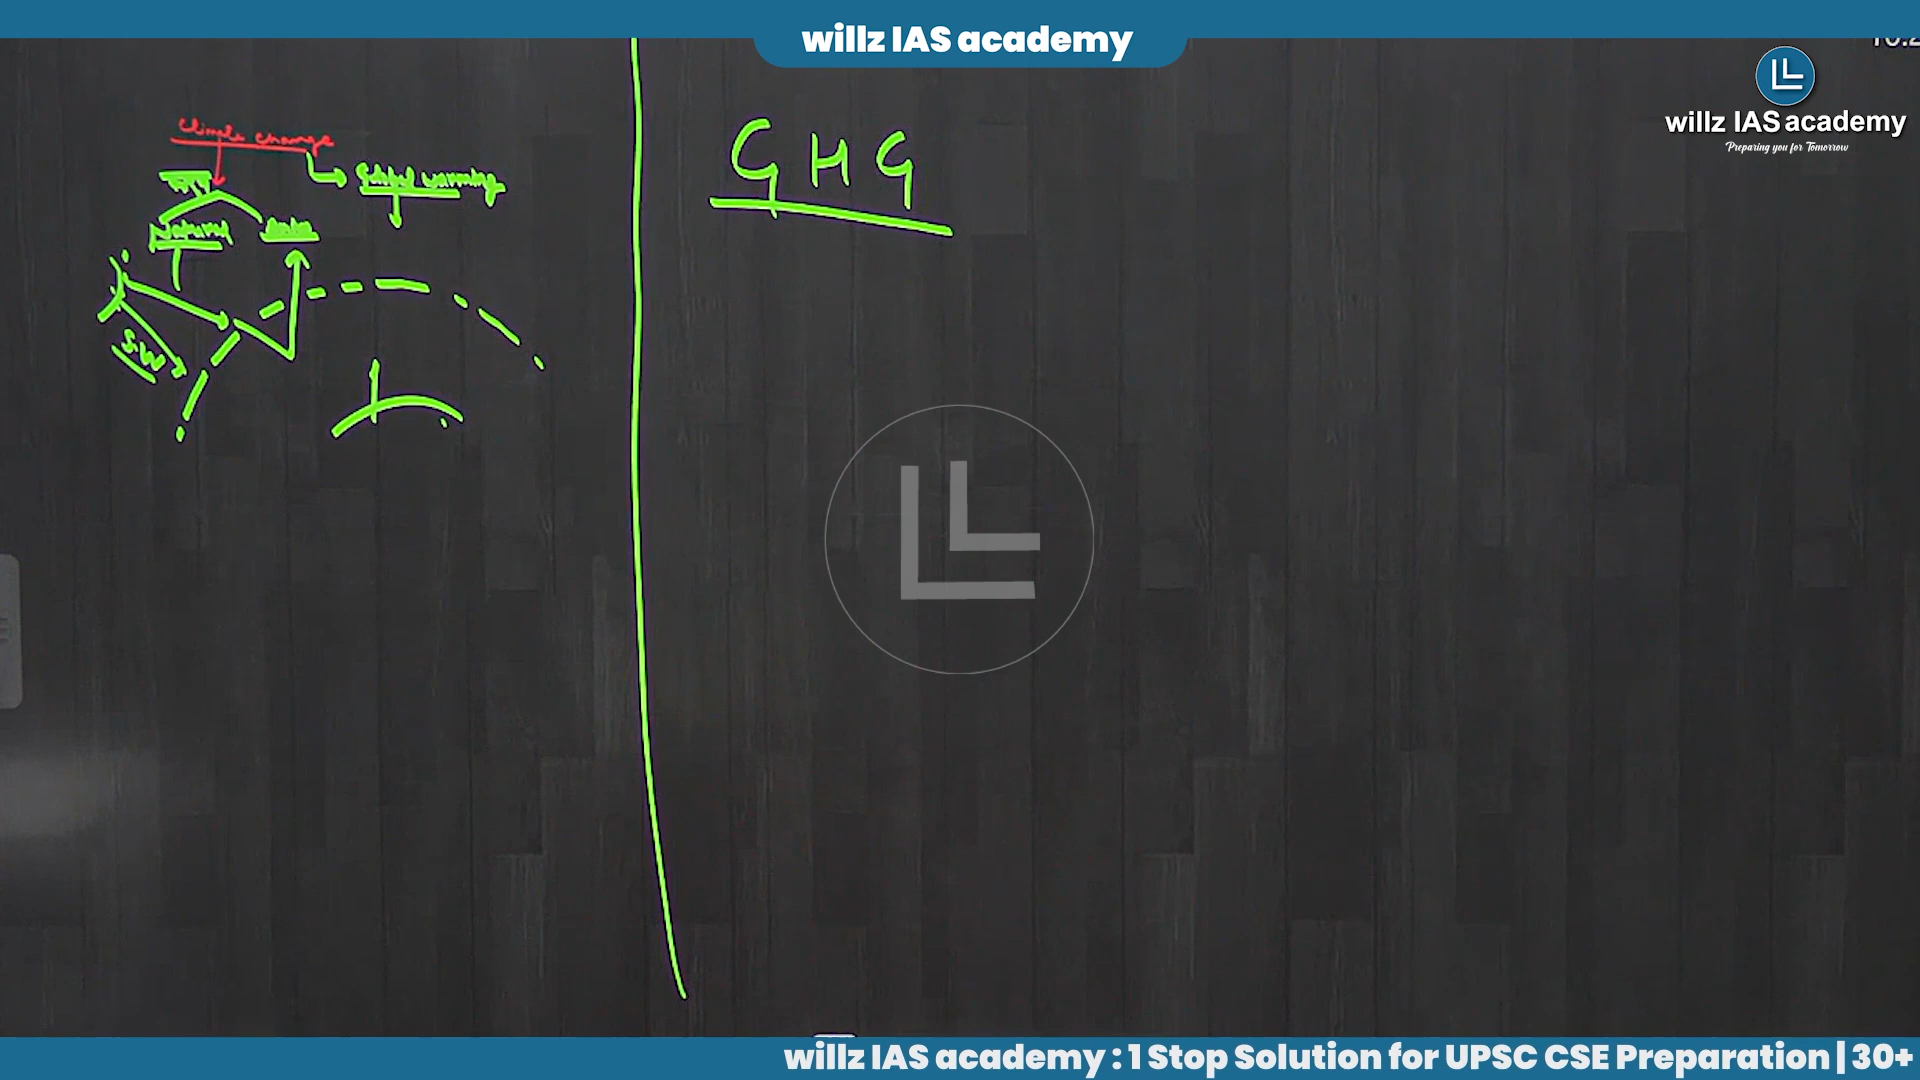 willz IAS academy
willz IAS academy
Preparing you for Tomorrow
Climate change
Global warming
Natural
S.W
GHG
willz IAS academy : 1 Stop Solution for UPSC CSE Preparation | 30+